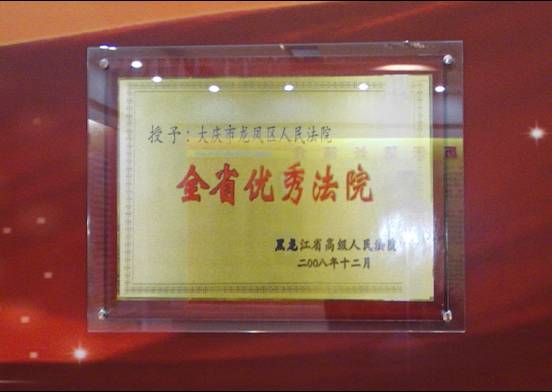 授予：大庆市龙凤区人民法院
全省优秀法院
黑龙江省高级人民法院
二00八年十二月